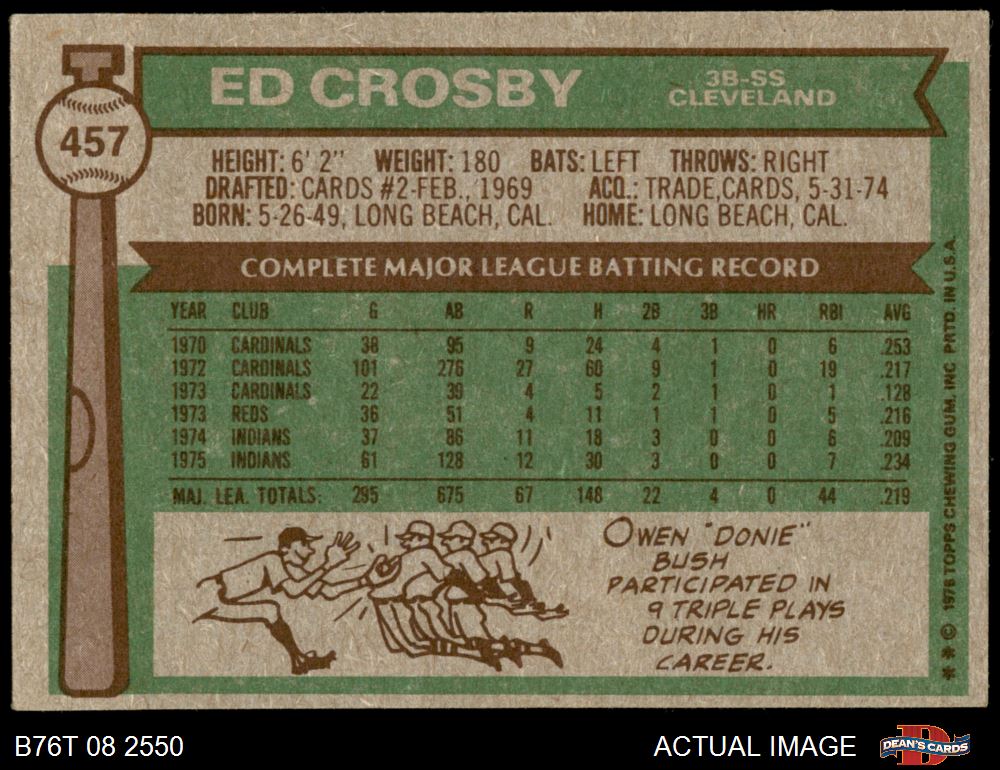 457
ED CROSBY
3B-SS
CLEVELAND
HEIGHT: 6' 2" WEIGHT: 180 BATS: LEFT THROWS: RIGHT
DRAFTED: CARDS #2-FEB., 1969 ACQ.: TRADE, CARDS, 5-31-74
BORN: 5-26-49, LONG BEACH, CAL. HOME: LONG BEACH, CAL.
COMPLETE MAJOR LEAGUE BATTING RECORD
YEAR CLUB G AB R H 2B 3B HR RBI AVG
1970 CARDINALS 38 95 9 24 4 1 0 6 .253
1972 CARDINALS 101 276 27 60 9 1 0 19 .217
1973 CARDINALS 22 39 4 5 2 1 0 1 .128
1973 REDS 36 51 4 11 1 1 0 5 .216
1974 INDIANS 37 86 11 18 3 0 0 6 .209
1975 INDIANS 61 128 12 30 3 0 0 7 .234
MAJ. LEA. TOTALS: 295 675 67 148 22 4 0 44 .219
OWEN "DONIE"
BUSH
PARTICIPATED IN
9 TRIPLE PLAYS
DURING HIS
CAREER.
* * © 1976 TOPPS CHEWING GUM, INC PRTD. IN U.S.A.
B76T 08 2550
ACTUAL IMAGE
D
DEAN'S CARDS